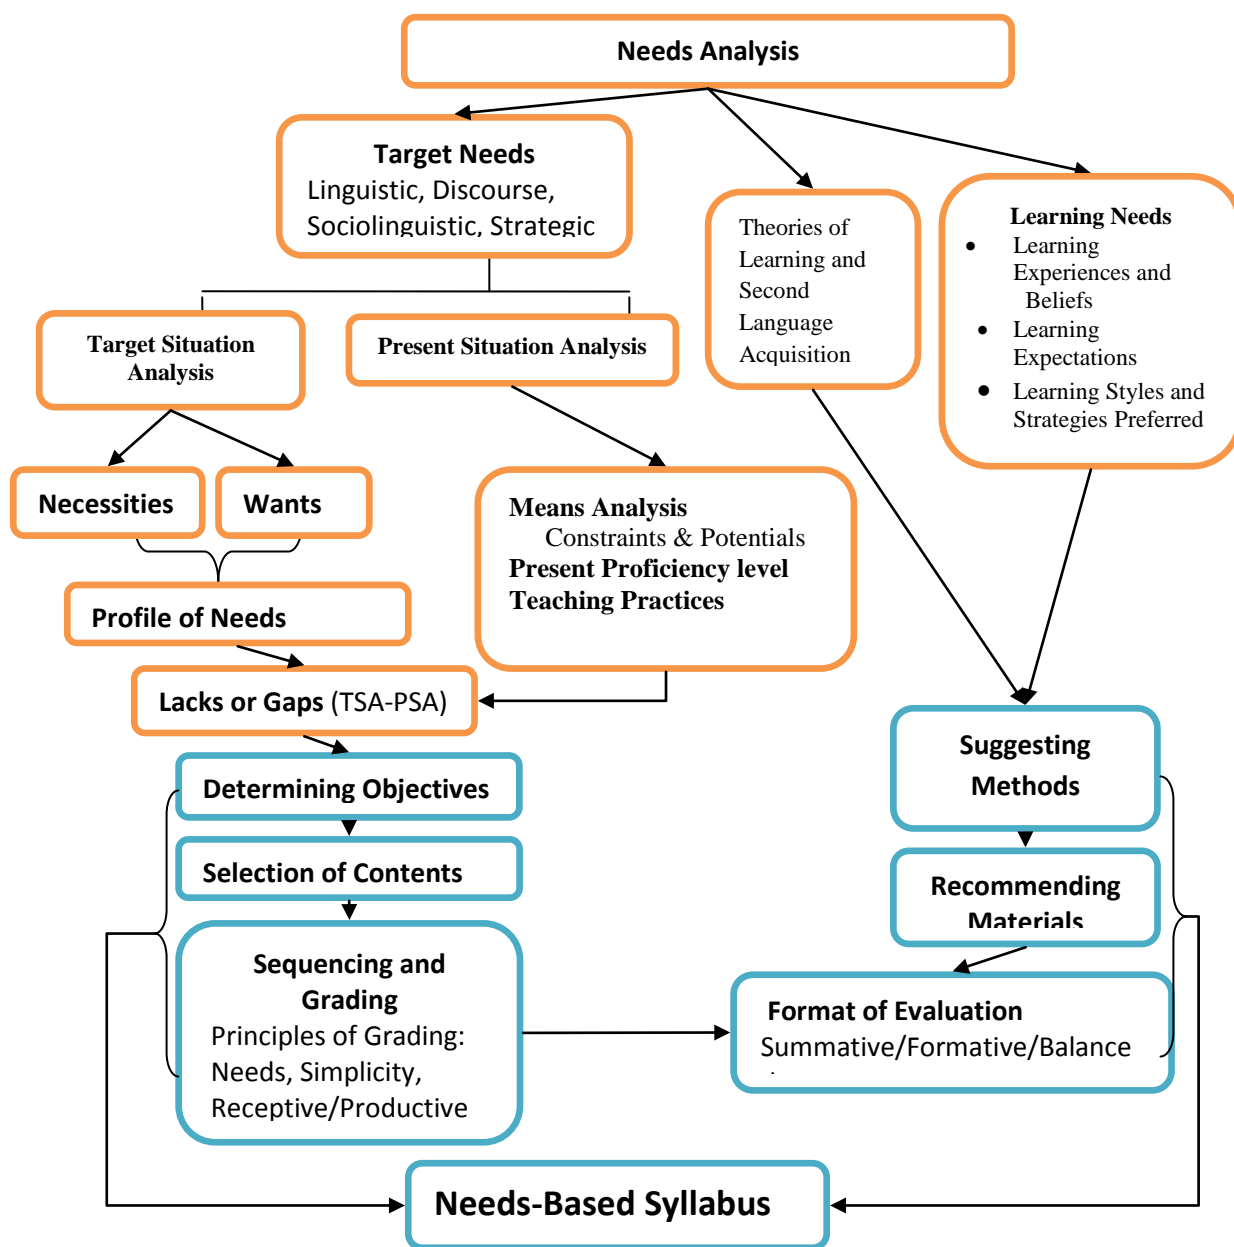 Needs Analysis
Target Needs
Linguistic, Discourse,
Sociolinguistic, Strategic
Theories of
Learning and
Second
Language
Acquisition
Learning Needs
• Learning
Experiences and
Beliefs
• Learning
Expectations
• Learning Styles and
Strategies Preferred
Target Situation
Analysis
Present Situation Analysis
Necessities
Wants
Means Analysis
Constraints & Potentials
Present Proficiency level
Teaching Practices
Profile of Needs
Lacks or Gaps (TSA-PSA)
Determining Objectives
Selection of Contents
Sequencing and
Grading
Principles of Grading:
Needs, Simplicity,
Receptive/Productive
Suggesting
Methods
Recommending
Materials
Format of Evaluation
Summative/Formative/Balance
Needs-Based Syllabus